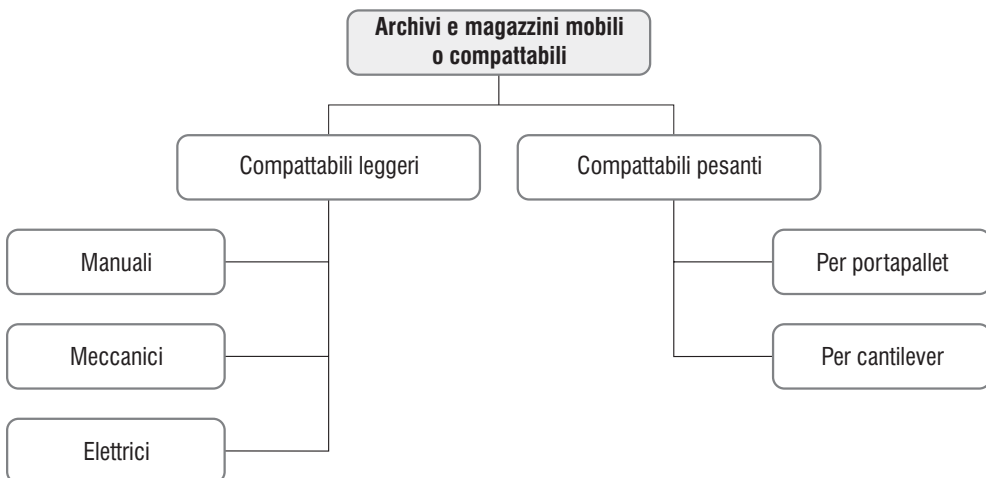 Archivi e magazzini mobili
o compattabili
Compattabili leggeri
Compattabili pesanti
Manuali
Per portapallet
Meccanici
Per cantilever
Elettrici